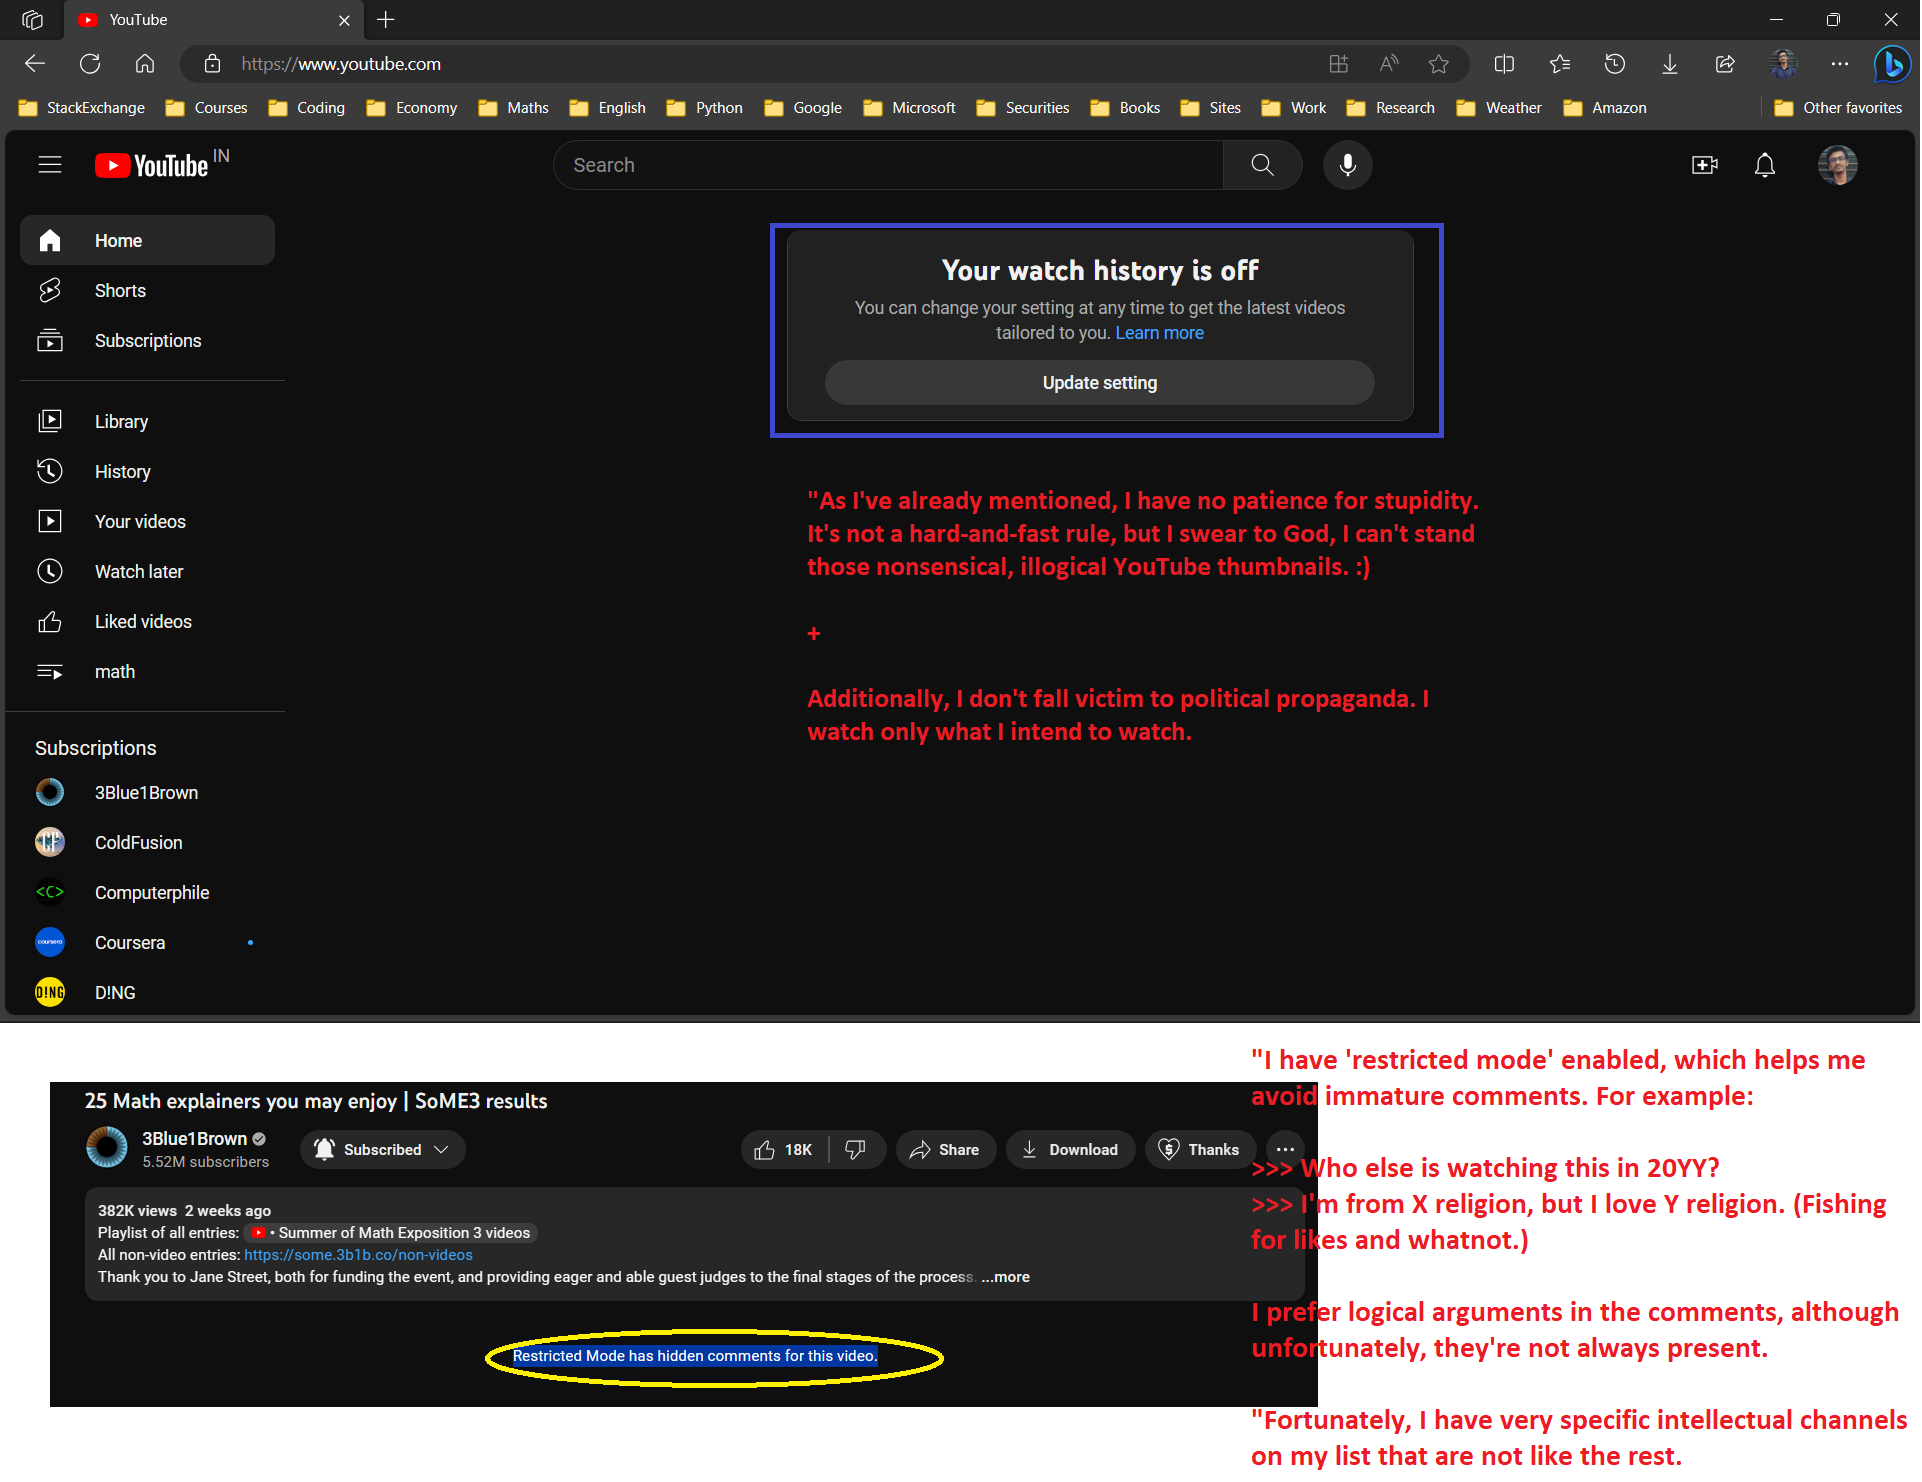 YouTube
https://www.youtube.com
StackExchange Courses Coding Economy Maths English Python Google Microsoft Securities Books Sites Work Research Weather Amazon Other favorites
YouTube IN
Search
Home
Shorts
Subscriptions
Library
History
Your videos
Watch later
Liked videos
math
Subscriptions
3Blue1Brown
CF ColdFusion
<C> Computerphile
coursera Coursera
D!NG D!NG
Your watch history is off
You can change your setting at any time to get the latest videos
tailored to you. Learn more
Update setting
"As I've already mentioned, I have no patience for stupidity.
It's not a hard-and-fast rule, but I swear to God, I can't stand
those nonsensical, illogical YouTube thumbnails. :)
+
Additionally, I don't fall victim to political propaganda. I
watch only what I intend to watch.
25 Math explainers you may enjoy | SoME3 results
3Blue1Brown
5.52M subscribers
Subscribed
18K
Share
Download
Thanks
382K views 2 weeks ago
Playlist of all entries: • Summer of Math Exposition 3 videos
All non-video entries: https://some.3b1b.co/non-videos
Thank you to Jane Street, both for funding the event, and providing eager and able guest judges to the final stages of the process. ...more
Restricted Mode has hidden comments for this video.
"I have 'restricted mode' enabled, which helps me
avoid immature comments. For example:
>>> Who else is watching this in 20YY?
>>> I'm from X religion, but I love Y religion. (Fishing
for likes and whatnot.)
I prefer logical arguments in the comments, although
unfortunately, they're not always present.
"Fortunately, I have very specific intellectual channels
on my list that are not like the rest.